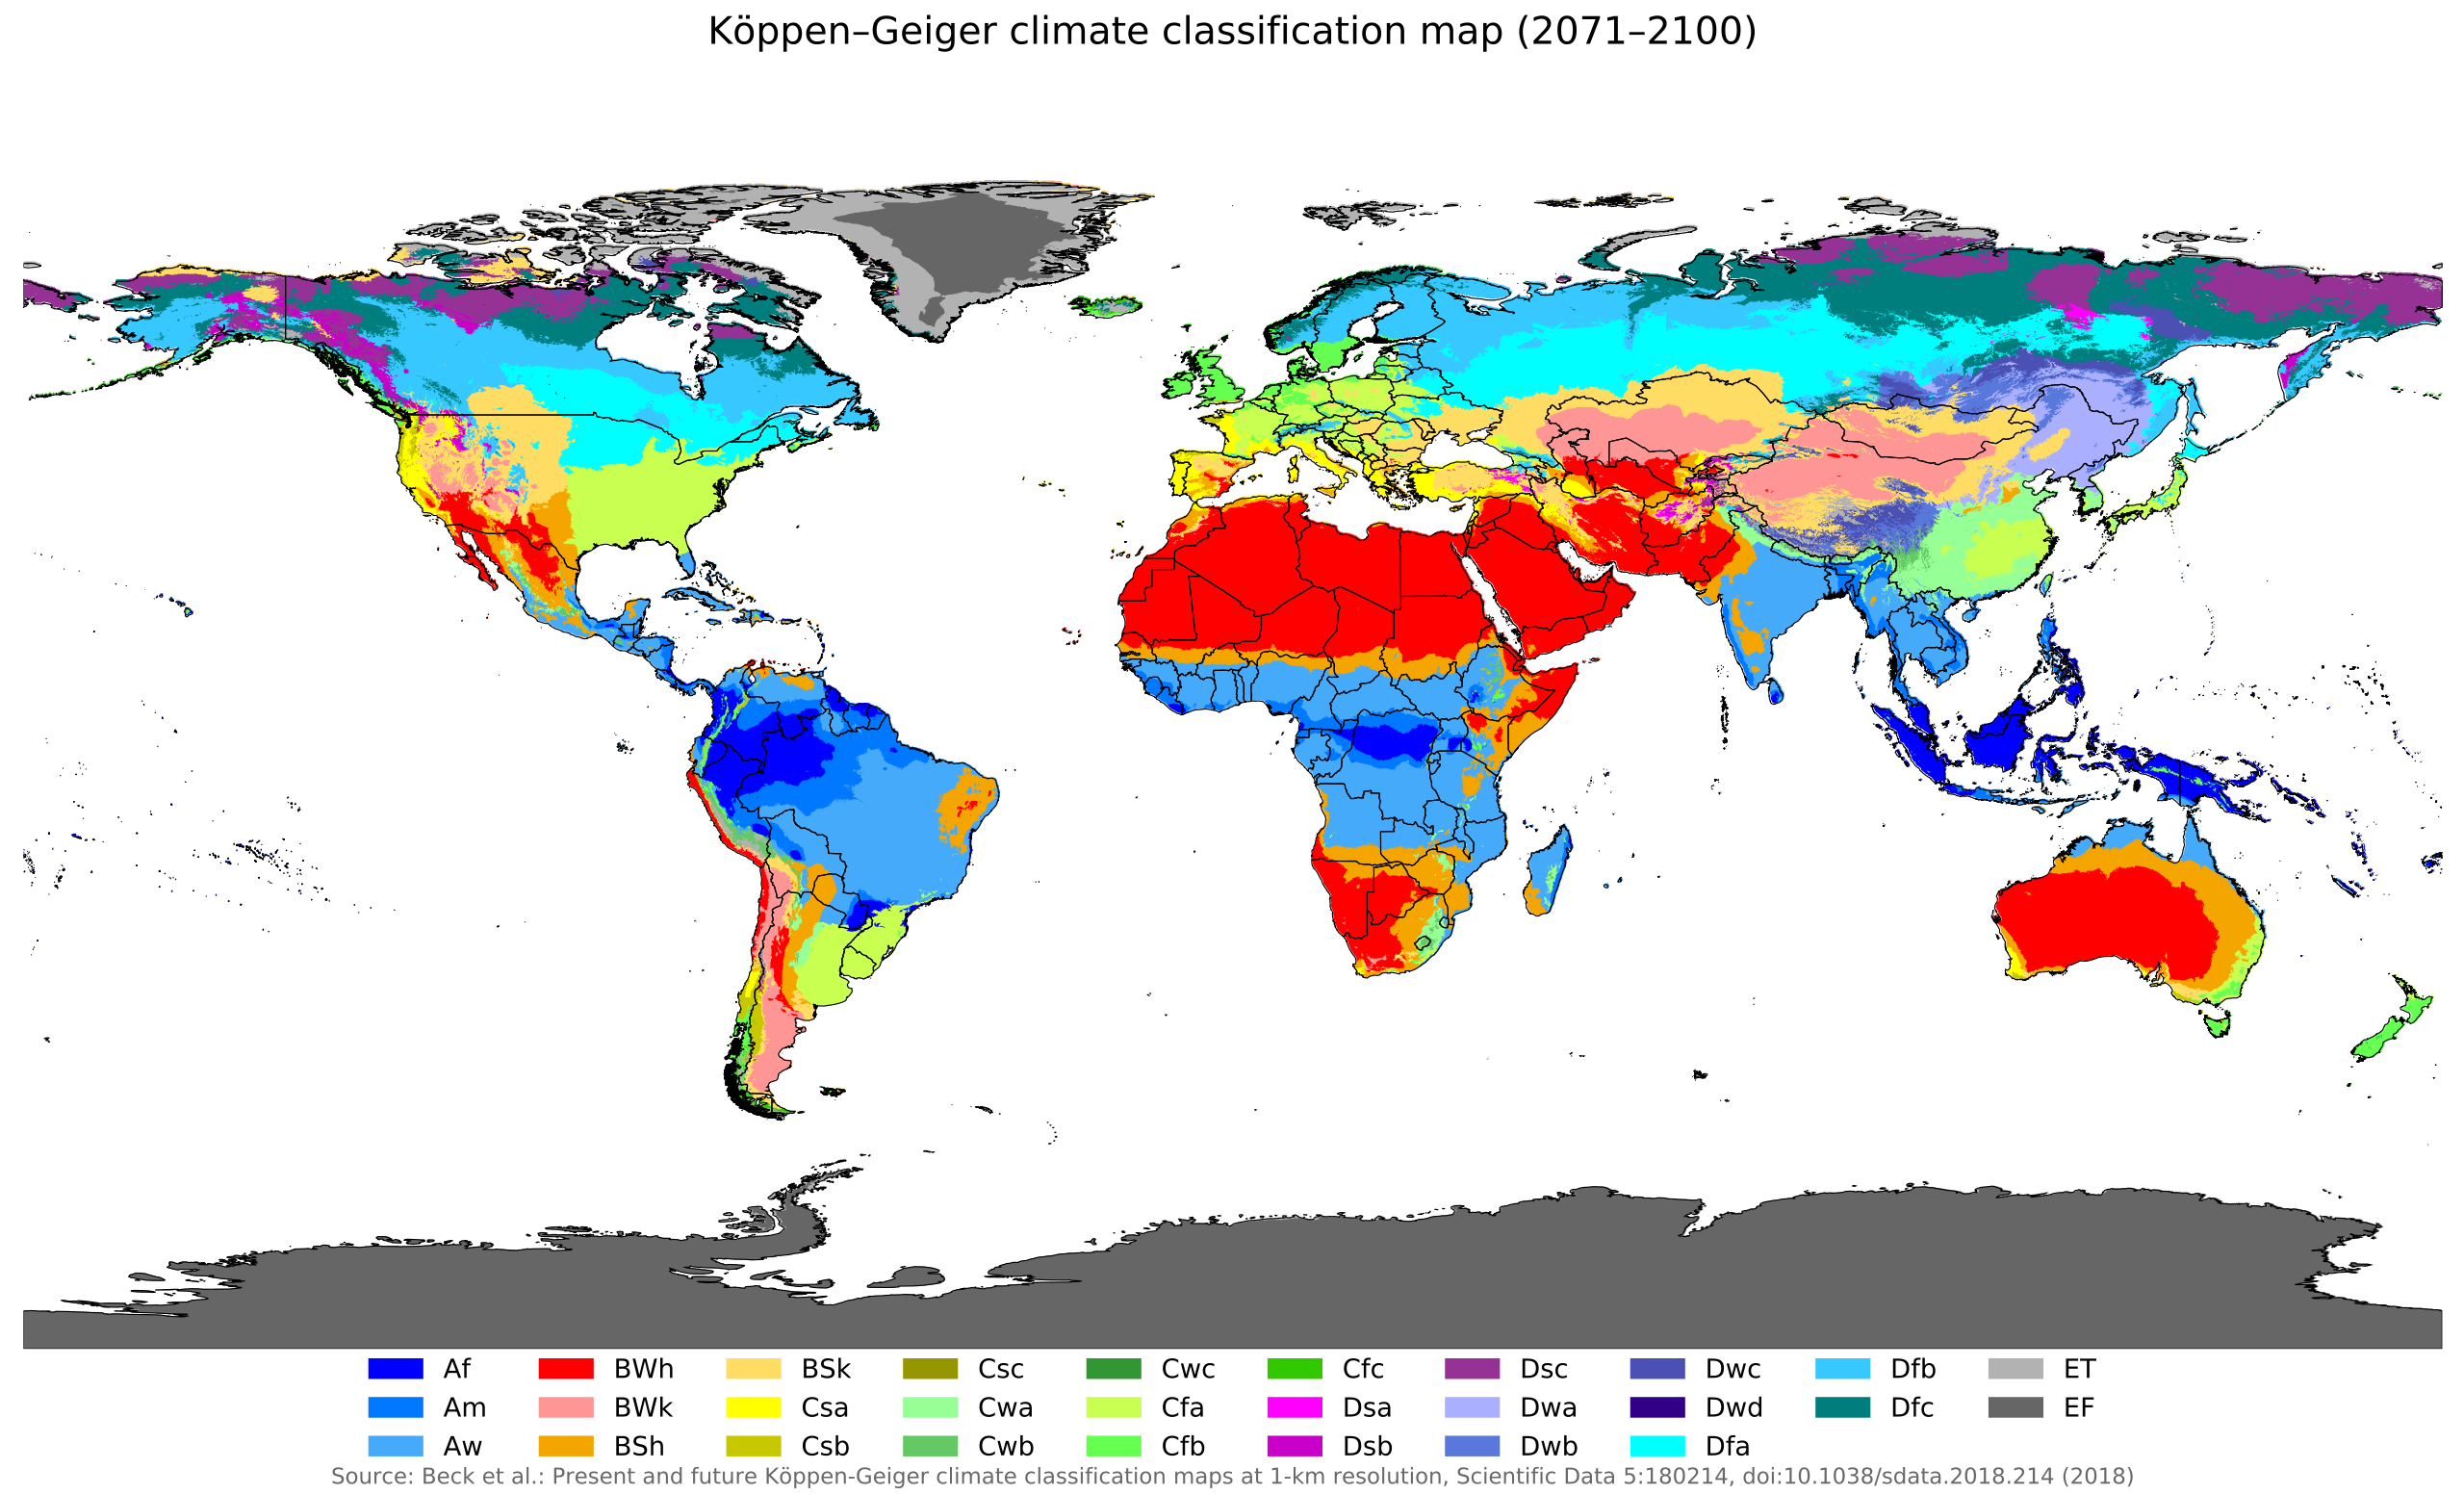 Köppen–Geiger climate classification map (2071–2100)
Af BWh BSk Csc Cwc Cfc Dsc Dwc Dfb ET
Am BWk Csa Cwa Cfa Dsa Dwa Dwd Dfc EF
Aw BSh Csb Cwb Cfb Dsb Dwb Dfa
Source: Beck et al.: Present and future Köppen-Geiger climate classification maps at 1-km resolution, Scientific Data 5:180214, doi:10.1038/sdata.2018.214 (2018)